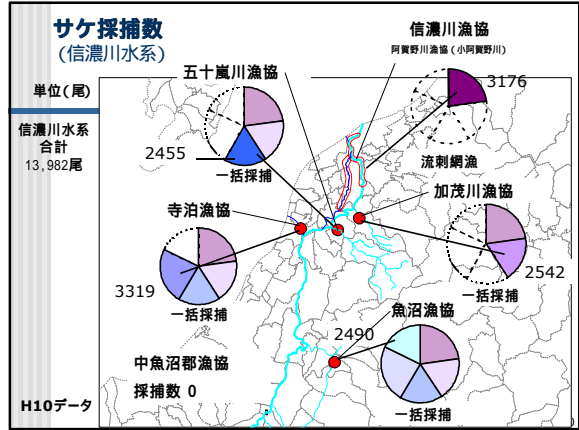 サケ採捕数
(信濃川水系)
単位(尾)
信濃川水系
合計
13,982尾
H10データ
信濃川漁協
阿賀野川漁協(小阿賀野川)
3176
流刺網漁
五十嵐川漁協
2455
一括採捕
加茂川漁協
2542
一括採捕
寺泊漁協
3319
一括採捕
魚沼漁協
2490
一括採捕
中魚沼郡漁協
採捕数 0